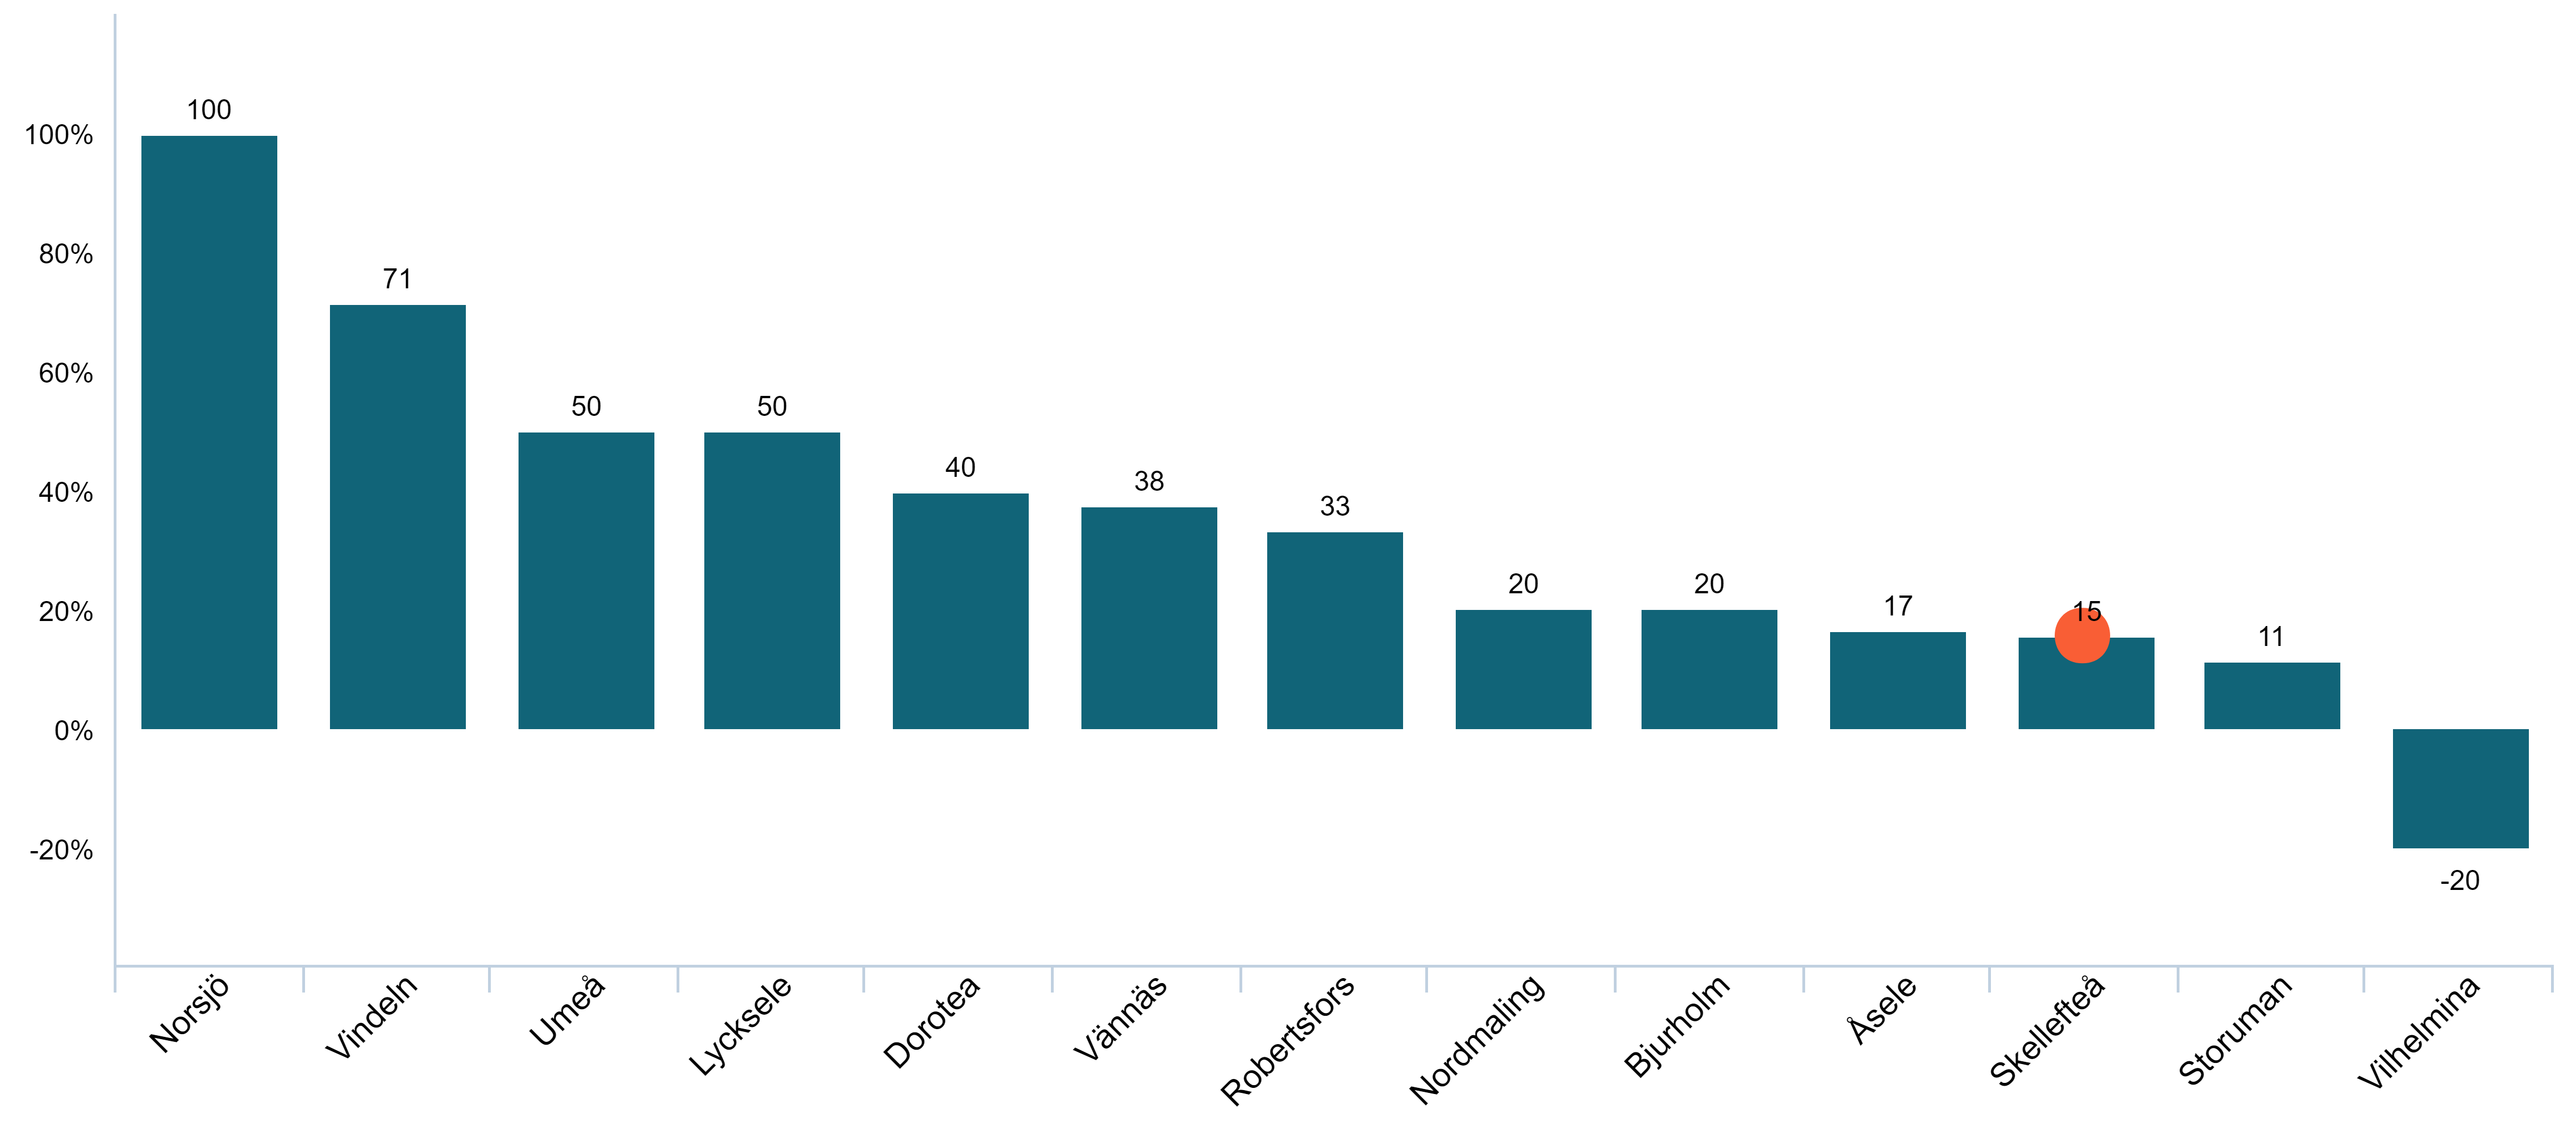 100%
80%
60%
40%
20%
0%
-20%
100
71
50
50
40
38
33
20
20
17
15
11
-20
Norsjö
Vindeln
Umeå
Lycksele
Dorotea
Vännäs
Robertsfors
Nordmaling
Bjurholm
Åsele
Skellefteå
Storuman
Vilhelmina